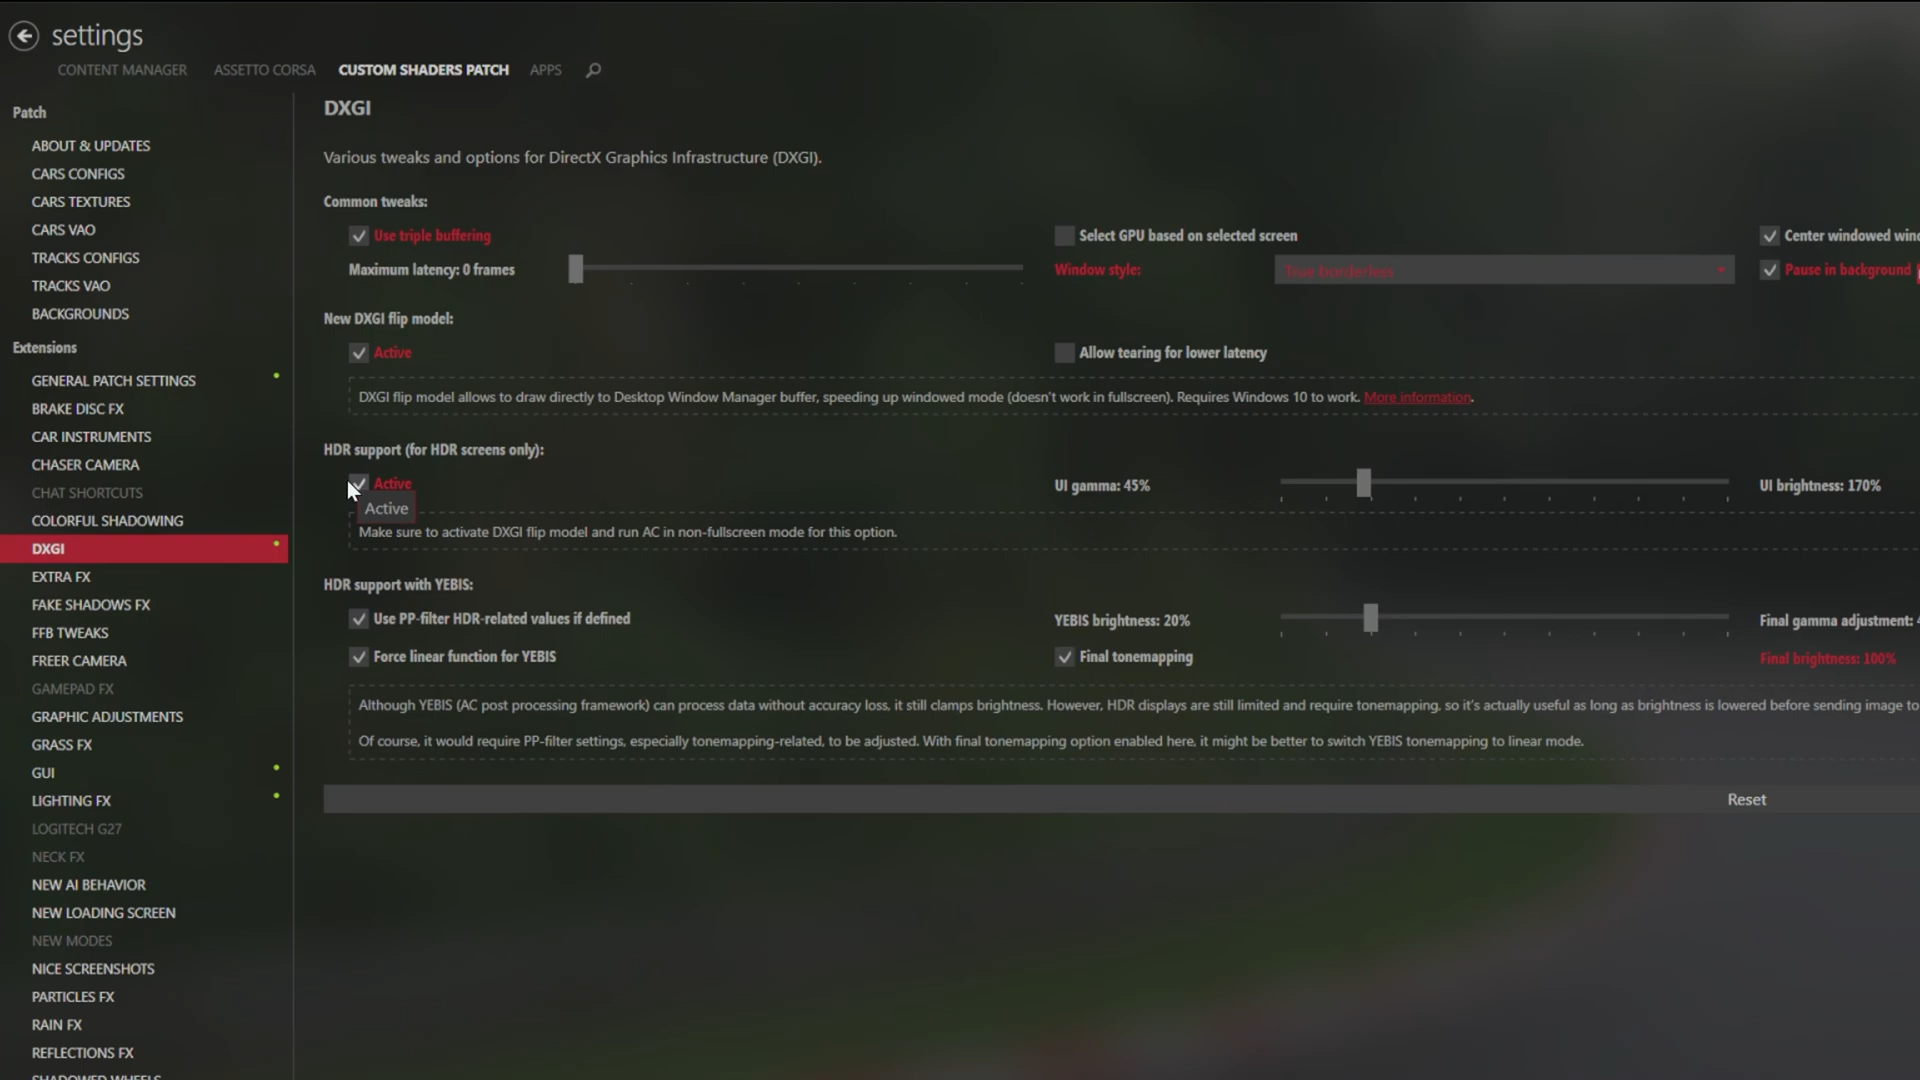 settings
CONTENT MANAGER ASSETTO CORSA CUSTOM SHADERS PATCH APPS
Patch
ABOUT & UPDATES
CARS CONFIGS
CARS TEXTURES
CARS VAO
TRACKS CONFIGS
TRACKS VAO
BACKGROUNDS
Extensions
GENERAL PATCH SETTINGS
BRAKE DISC FX
CAR INSTRUMENTS
CHASER CAMERA
CHAT SHORTCUTS
COLORFUL SHADOWING
DXGI
EXTRA FX
FAKE SHADOWS FX
FFB TWEAKS
FREER CAMERA
GAMEPAD FX
GRAPHIC ADJUSTMENTS
GRASS FX
GUI
LIGHTING FX
LOGITECH G27
NECK FX
NEW AI BEHAVIOR
NEW LOADING SCREEN
NEW MODES
NICE SCREENSHOTS
PARTICLES FX
RAIN FX
REFLECTIONS FX
SHADOWED WHEELS
DXGI
Various tweaks and options for DirectX Graphics Infrastructure (DXGI).
Common tweaks:
Use triple buffering Select GPU based on selected screen Center windowed wind
Maximum latency: 0 frames Window style: True borderless Pause in background
New DXGI flip model:
Active Allow tearing for lower latency
DXGI flip model allows to draw directly to Desktop Window Manager buffer, speeding up windowed mode (doesn't work in fullscreen). Requires Windows 10 to work. More information.
HDR support (for HDR screens only):
Active UI gamma: 45% UI brightness: 170%
Active
Make sure to activate DXGI flip model and run AC in non-fullscreen mode for this option.
HDR support with YEBIS:
Use PP-filter HDR-related values if defined YEBIS brightness: 20% Final gamma adjustment:
Force linear function for YEBIS Final tonemapping Final brightness: 100%
Although YEBIS (AC post processing framework) can process data without accuracy loss, it still clamps brightness. However, HDR displays are still limited and require tonemapping, so it's actually useful as long as brightness is lowered before sending image to
Of course, it would require PP-filter settings, especially tonemapping-related, to be adjusted. With final tonemapping option enabled here, it might be better to switch YEBIS tonemapping to linear mode.
Reset